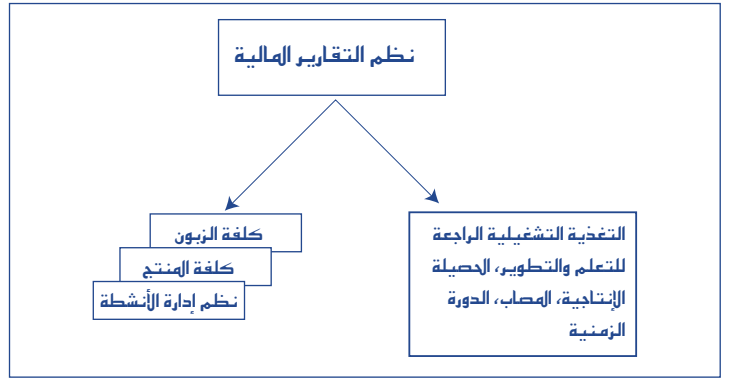 نظم التقارير المالية
كلفة الزبون
كلفة المنتج
نظم إدارة الأنشطة
التغذية التشغيلية الراجعة
للتعلم والتطوير، الحصيلة
الإنتاجية، المصاب، الدورة
الزمنية